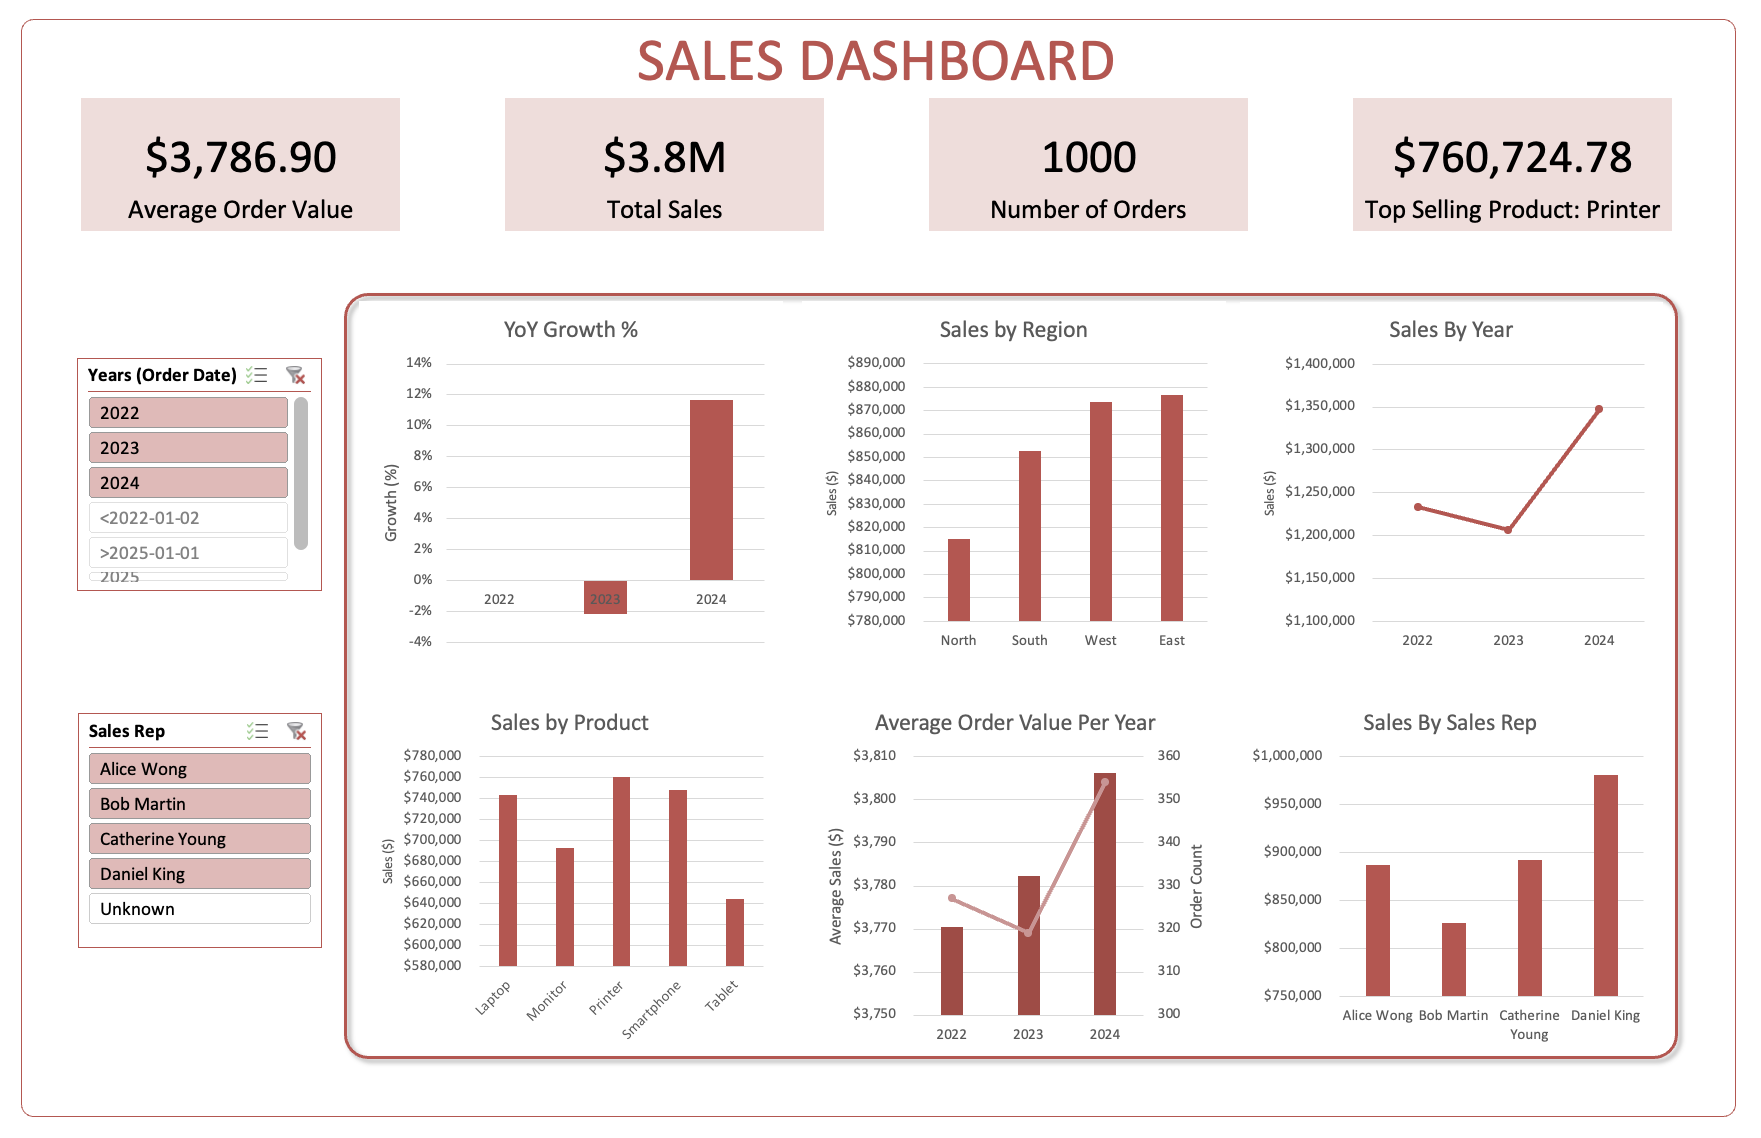 SALES DASHBOARD
$3,786.90
Average Order Value
$3.8M
Total Sales
1000
Number of Orders
$760,724.78
Top Selling Product: Printer
Years (Order Date)
2022
2023
2024
<2022-01-02
>2025-01-01
2025
Sales Rep
Alice Wong
Bob Martin
Catherine Young
Daniel King
Unknown
YoY Growth %
Growth (%)
14%
12%
10%
8%
6%
4%
2%
0%
-2%
-4%
2022
2023
2024
Sales by Region
Sales ($)
$890,000
$880,000
$870,000
$860,000
$850,000
$840,000
$830,000
$820,000
$810,000
$800,000
$790,000
$780,000
North
South
West
East
Sales By Year
Sales ($)
$1,400,000
$1,350,000
$1,300,000
$1,250,000
$1,200,000
$1,150,000
$1,100,000
2022
2023
2024
Sales by Product
Sales ($)
$780,000
$760,000
$740,000
$720,000
$700,000
$680,000
$660,000
$640,000
$620,000
$600,000
$580,000
Laptop
Monitor
Printer
Smartphone
Tablet
Average Order Value Per Year
Average Sales ($)
$3,810
$3,800
$3,790
$3,780
$3,770
$3,760
$3,750
360
350
340
330
320
310
300
Order Count
2022
2023
2024
Sales By Sales Rep
$1,000,000
$950,000
$900,000
$850,000
$800,000
$750,000
Alice Wong
Bob Martin
Catherine
Young
Daniel King